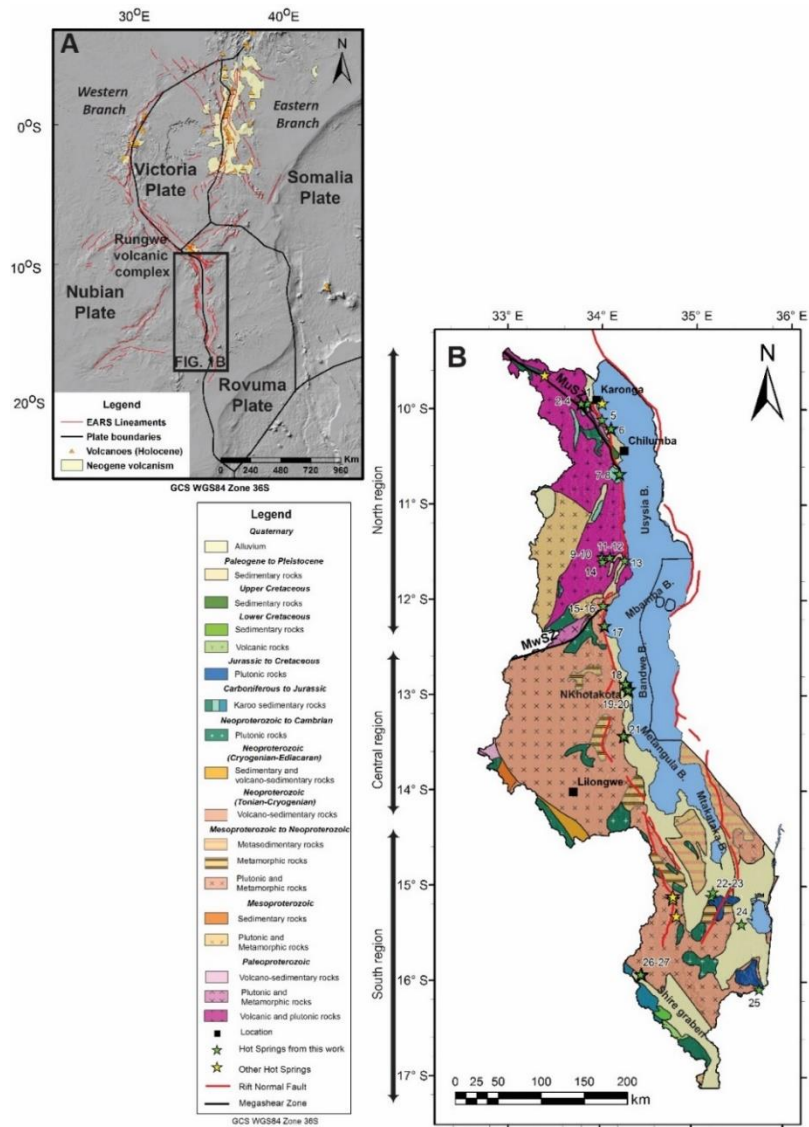 30°E 40°E
A
N
Western
Branch
Eastern
Branch
0°S
Victoria
Plate
Somalia
Plate
Rungwe
volcanic
complex
10°S
Nubian
Plate
FIG. 1B
Rovuma
Plate
20°S
Legend
EARS Lineaments
Plate boundaries
Volcanoes (Holocene)
Neogene volcanism
Km
0 240 480 720 960
GCS WGS84 Zone 36S
Legend
Quaternary
Alluvium
Paleogene to Pleistocene
Sedimentary rocks
Upper Cretaceous
Sedimentary rocks
Lower Cretaceous
Sedimentary rocks
Volcanic rocks
Jurassic to Cretaceous
Plutonic rocks
Carboniferous to Jurassic
Karoo sedimentary rocks
Neoproterozoic to Cambrian
Plutonic rocks
Neoproterozoic
(Cryogenian-Ediacaran)
Sedimentary and
volcano-sedimentary rocks
Neoproterozoic
(Tonian-Cryogenian)
Volcano-sedimentary rocks
Mesoproterozoic to Neoproterozoic
Metasedimentary rocks
Metamorphic rocks
Plutonic and
Metamorphic rocks
Mesoproterozoic
Sedimentary rocks
Plutonic and
Metamorphic rocks
Paleoproterozoic
Volcano-sedimentary rocks
Plutonic and
Metamorphic rocks
Volcanic and plutonic rocks
Location
Hot Springs from this work
Other Hot Springs
Rift Normal Fault
Megashear Zone
GCS WGS84 Zone 36S
North region
Central region
South region
33°E 34°E 35°E 36° E
B
N
10° S
11° S
12° S
13° S
14° S
15° S
16° S
17° S
MuSZ
Karonga
2-4
5
6
Chilumba
7-8
Usysia B.
11-12
9-10
13
14
Mbamba B.
15-16
MwSZ
17
Bandwe B.
18
NKhotakota
19-20
21
Metangula B.
Lilongwe
Mtakataka B.
22-23
24
26-27
25
Shire graben
0 25 50 100 150 200
km